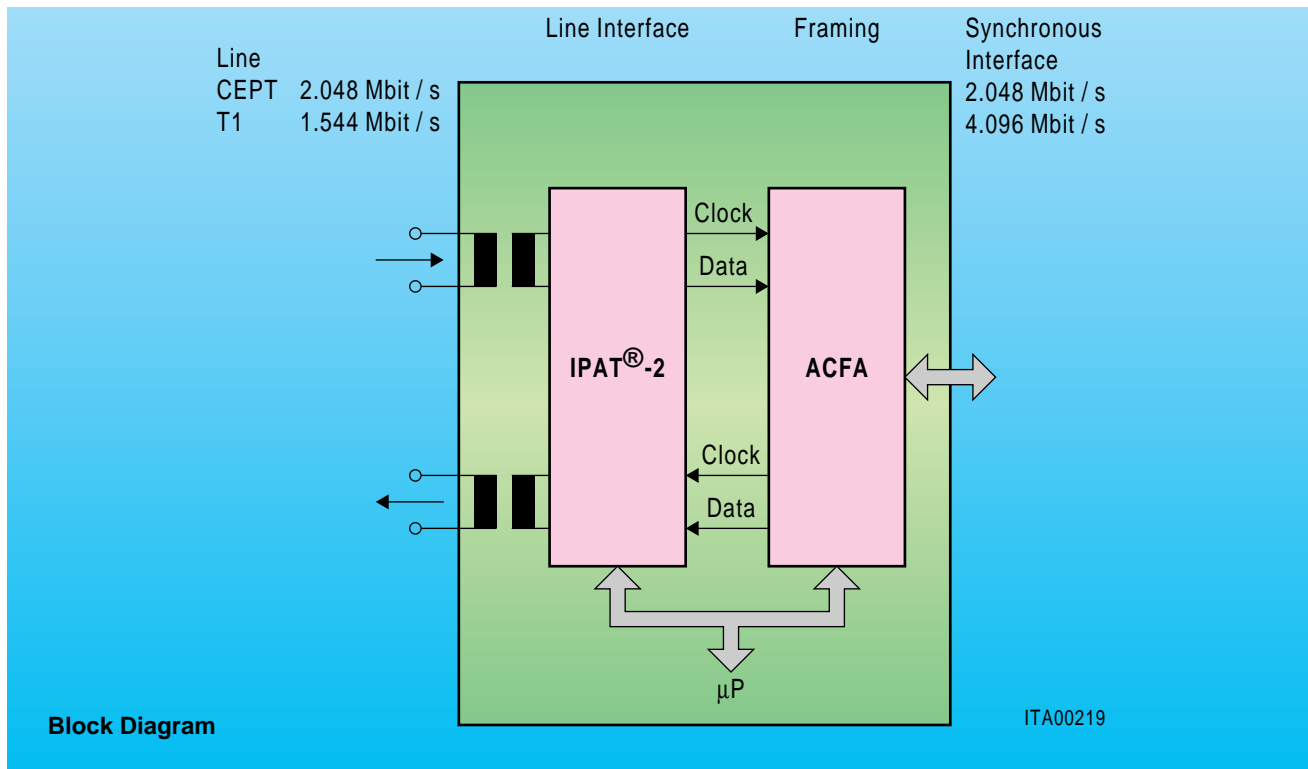 Line Interface
Framing
Synchronous
Interface
2.048 Mbit / s
4.096 Mbit / s
Line
CEPT 2.048 Mbit / s
T1 1.544 Mbit / s
Clock
Data
IPAT®-2
ACFA
Clock
Data
µP
Block Diagram
ITA00219